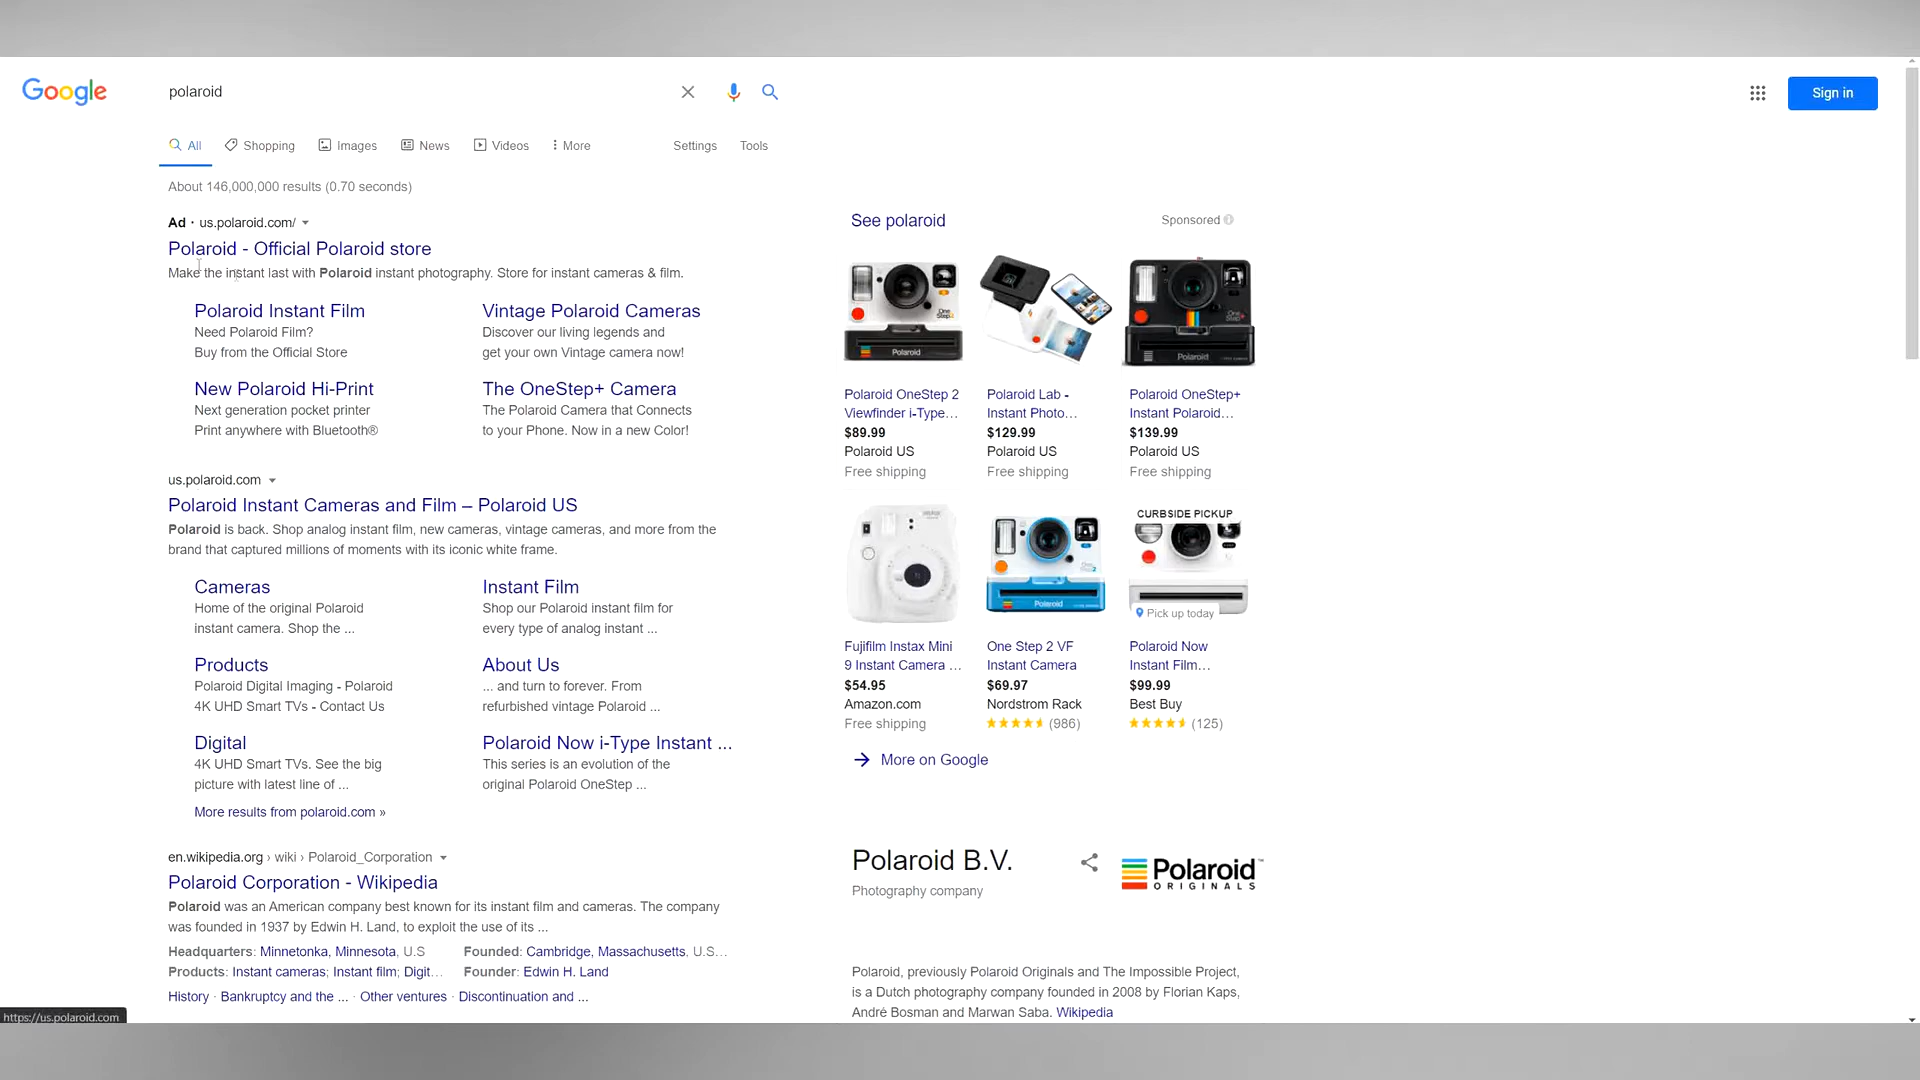 Google
polaroid
Sign in
All Shopping Images News Videos More Settings Tools
About 146,000,000 results (0.70 seconds)
Ad · us.polaroid.com/
Polaroid - Official Polaroid store
Make the instant last with Polaroid instant photography. Store for instant cameras & film.
Polaroid Instant Film
Need Polaroid Film?
Buy from the Official Store
Vintage Polaroid Cameras
Discover our living legends and
get your own Vintage camera now!
New Polaroid Hi-Print
Next generation pocket printer
Print anywhere with Bluetooth®
The OneStep+ Camera
The Polaroid Camera that Connects
to your Phone. Now in a new Color!
us.polaroid.com
Polaroid Instant Cameras and Film – Polaroid US
Polaroid is back. Shop analog instant film, new cameras, vintage cameras, and more from the
brand that captured millions of moments with its iconic white frame.
Cameras
Home of the original Polaroid
instant camera. Shop the ...
Instant Film
Shop our Polaroid instant film for
every type of analog instant ...
Products
Polaroid Digital Imaging - Polaroid
4K UHD Smart TVs - Contact Us
About Us
... and turn to forever. From
refurbished vintage Polaroid ...
Digital
4K UHD Smart TVs. See the big
picture with latest line of ...
Polaroid Now i-Type Instant ...
This series is an evolution of the
original Polaroid OneStep ...
More results from polaroid.com »
en.wikipedia.org › wiki › Polaroid_Corporation
Polaroid Corporation - Wikipedia
Polaroid was an American company best known for its instant film and cameras. The company
was founded in 1937 by Edwin H. Land, to exploit the use of its ...
Headquarters: Minnetonka, Minnesota, U.S
Founded: Cambridge, Massachusetts, U.S...
Products: Instant cameras; Instant film; Digit...
Founder: Edwin H. Land
History · Bankruptcy and the ... · Other ventures · Discontinuation and ...
https://us.polaroid.com
See polaroid
Sponsored
Polaroid
Polaroid
Polaroid OneStep 2
Viewfinder i-Type...
$89.99
Polaroid US
Free shipping
Polaroid Lab -
Instant Photo...
$129.99
Polaroid US
Free shipping
Polaroid OneStep+
Instant Polaroid...
$139.99
Polaroid US
Free shipping
Polaroid
CURBSIDE PICKUP
Pick up today
Fujifilm Instax Mini
9 Instant Camera ...
$54.95
Amazon.com
Free shipping
One Step 2 VF
Instant Camera
$69.97
Nordstrom Rack
(986)
Polaroid Now
Instant Film...
$99.99
Best Buy
(125)
More on Google
Polaroid B.V.
Photography company
Polaroid™
ORIGINALS
Polaroid, previously Polaroid Originals and The Impossible Project,
is a Dutch photography company founded in 2008 by Florian Kaps,
André Bosman and Marwan Saba. Wikipedia